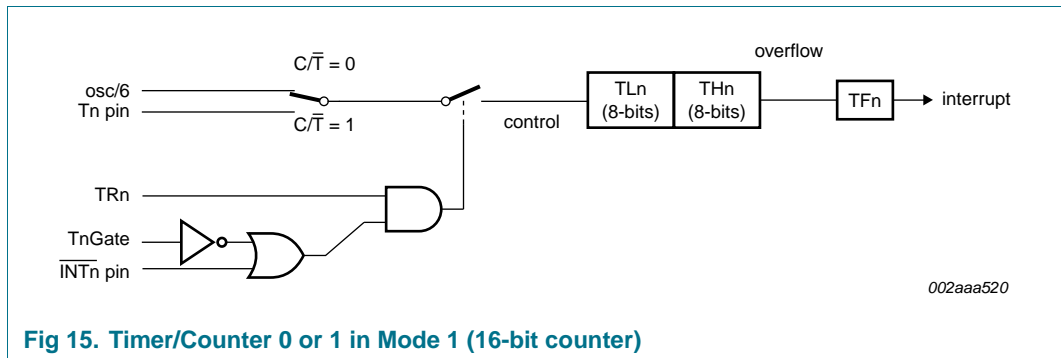 overflow
C/T̅ = 0
osc/6
Tn pin
C/T̅ = 1
control
TLn
(8-bits)
THn
(8-bits)
TFn
interrupt
TRn
TnGate
I̅N̅T̅n̅ pin
002aaa520
Fig 15. Timer/Counter 0 or 1 in Mode 1 (16-bit counter)